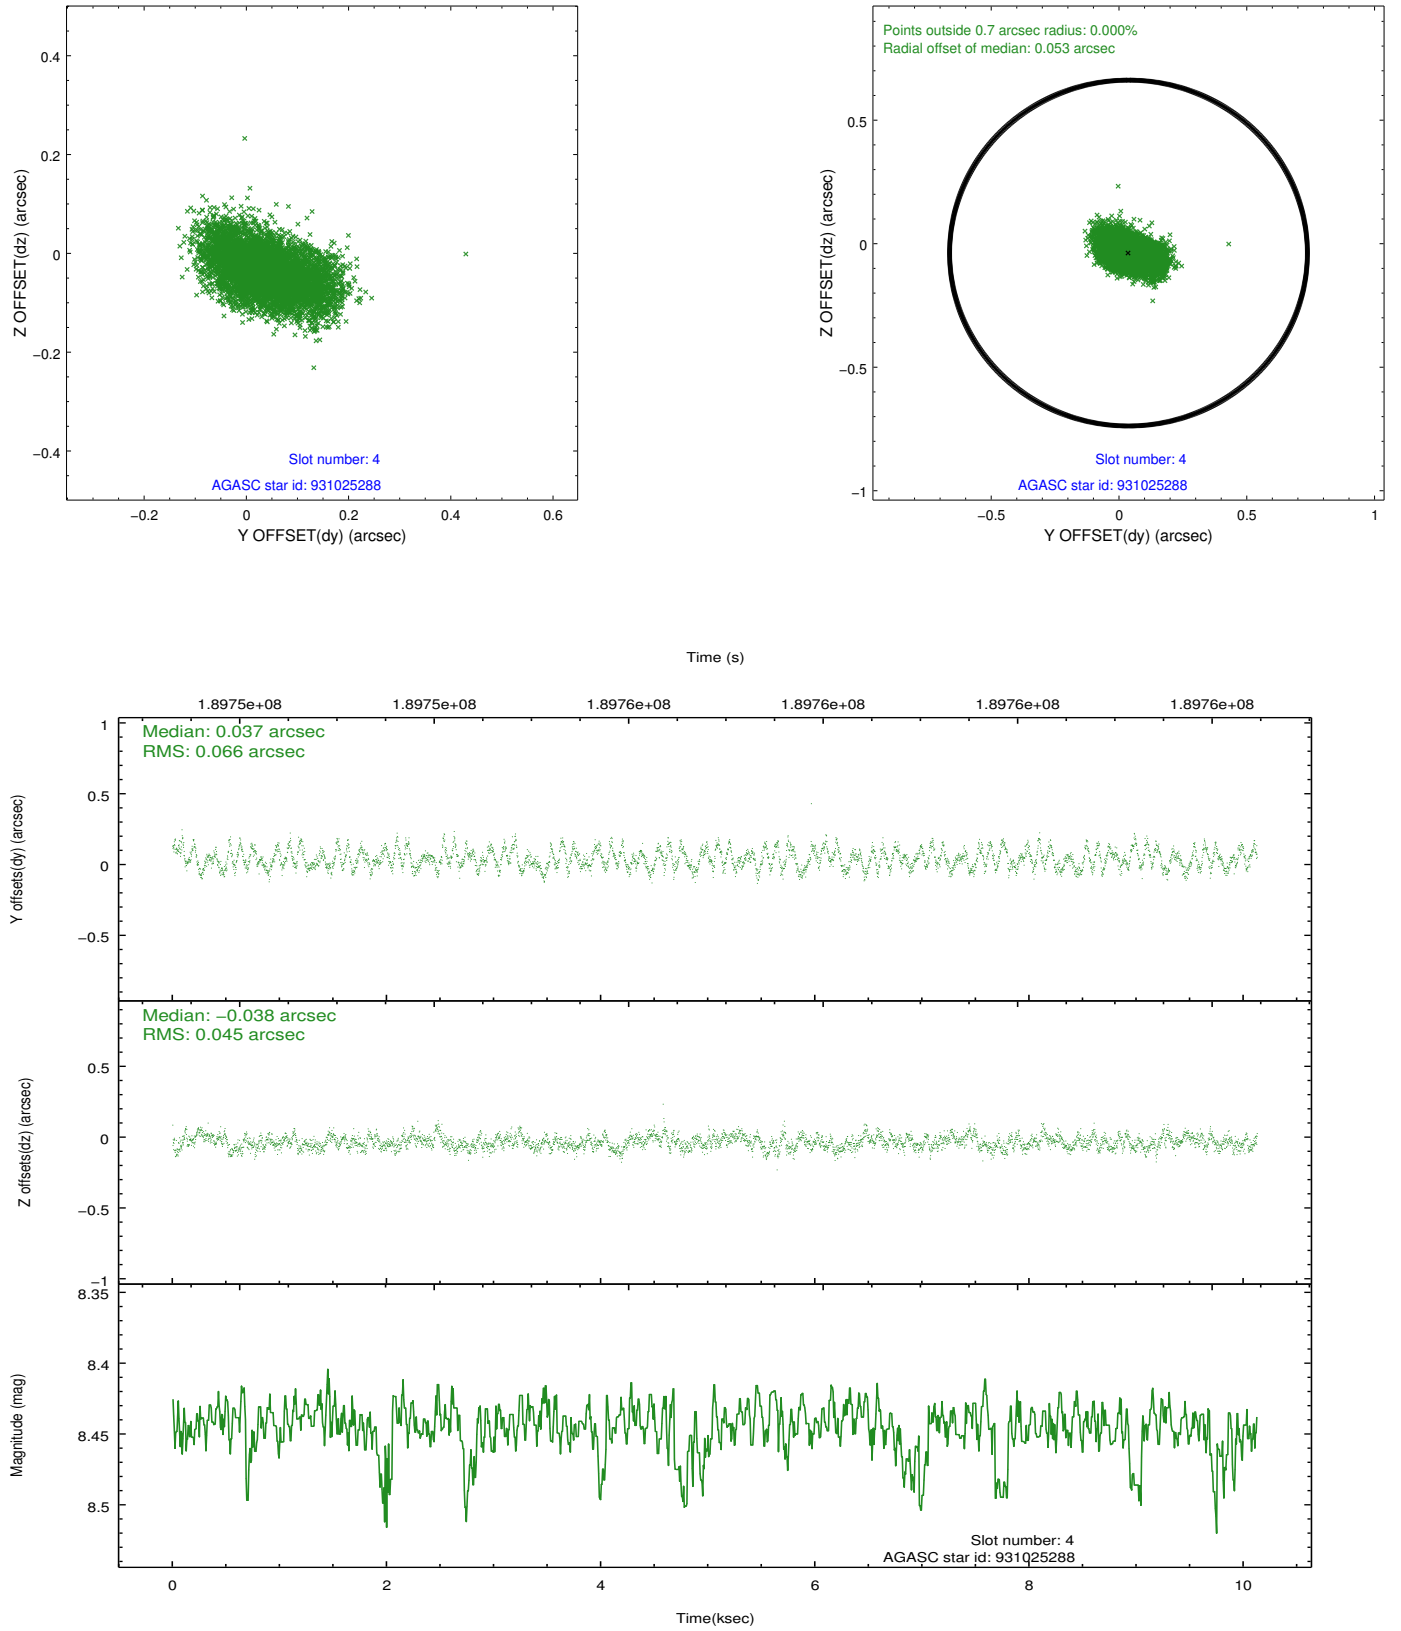 0.4
0.2
0
−0.2
−0.4
Z OFFSET(dz) (arcsec)
Slot number: 4
AGASC star id: 931025288
−0.2 0 0.2 0.4 0.6
Y OFFSET(dy) (arcsec)
Points outside 0.7 arcsec radius: 0.000%
Radial offset of median: 0.053 arcsec
0.5
0
−0.5
−1
Z OFFSET(dz) (arcsec)
Slot number: 4
AGASC star id: 931025288
−0.5 0 0.5 1
Y OFFSET(dy) (arcsec)
Time (s)
1.8975e+08 1.8975e+08 1.8976e+08 1.8976e+08 1.8976e+08 1.8976e+08
Median: 0.037 arcsec
RMS: 0.066 arcsec
1
0.5
0
−0.5
Y offsets(dy) (arcsec)
Median: −0.038 arcsec
RMS: 0.045 arcsec
0.5
0
−0.5
−1
Z offsets(dz) (arcsec)
8.35
8.4
8.45
8.5
Magnitude (mag)
Slot number: 4
AGASC star id: 931025288
0 2 4 6 8 10
Time(ksec)